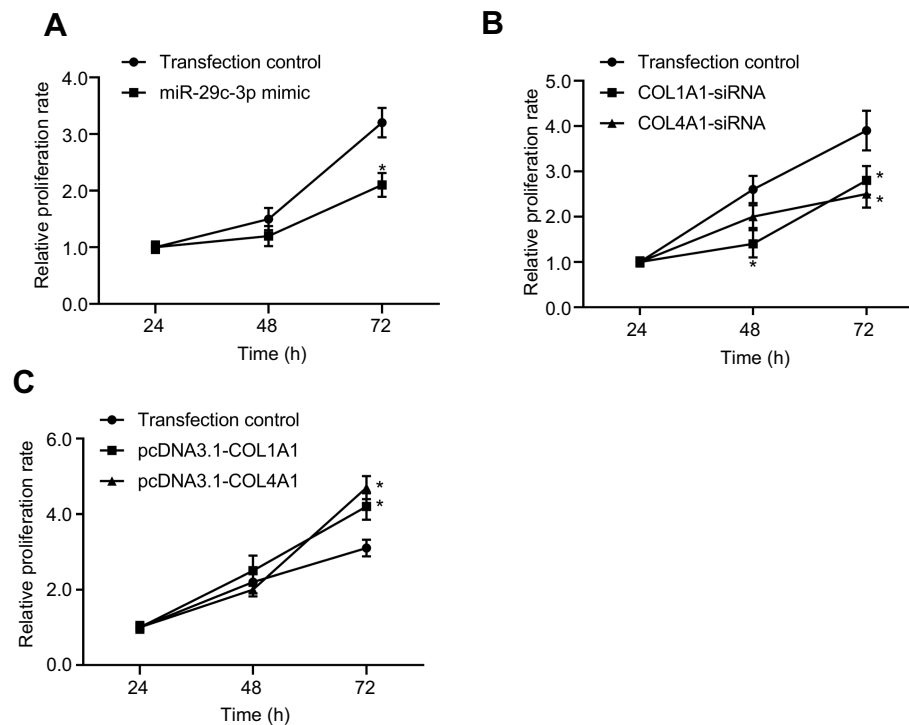 A
Transfection control
miR-29c-3p mimic
Relative proliferation rate
4.0
3.0
2.0
1.0
0.0
*
24 48 72
Time (h)
B
Transfection control
COL1A1-siRNA
COL4A1-siRNA
Relative proliferation rate
5.0
4.0
3.0
2.0
1.0
0.0
*
*
*
24 48 72
Time (h)
C
Transfection control
pcDNA3.1-COL1A1
pcDNA3.1-COL4A1
Relative proliferation rate
6.0
4.0
2.0
0.0
*
*
24 48 72
Time (h)